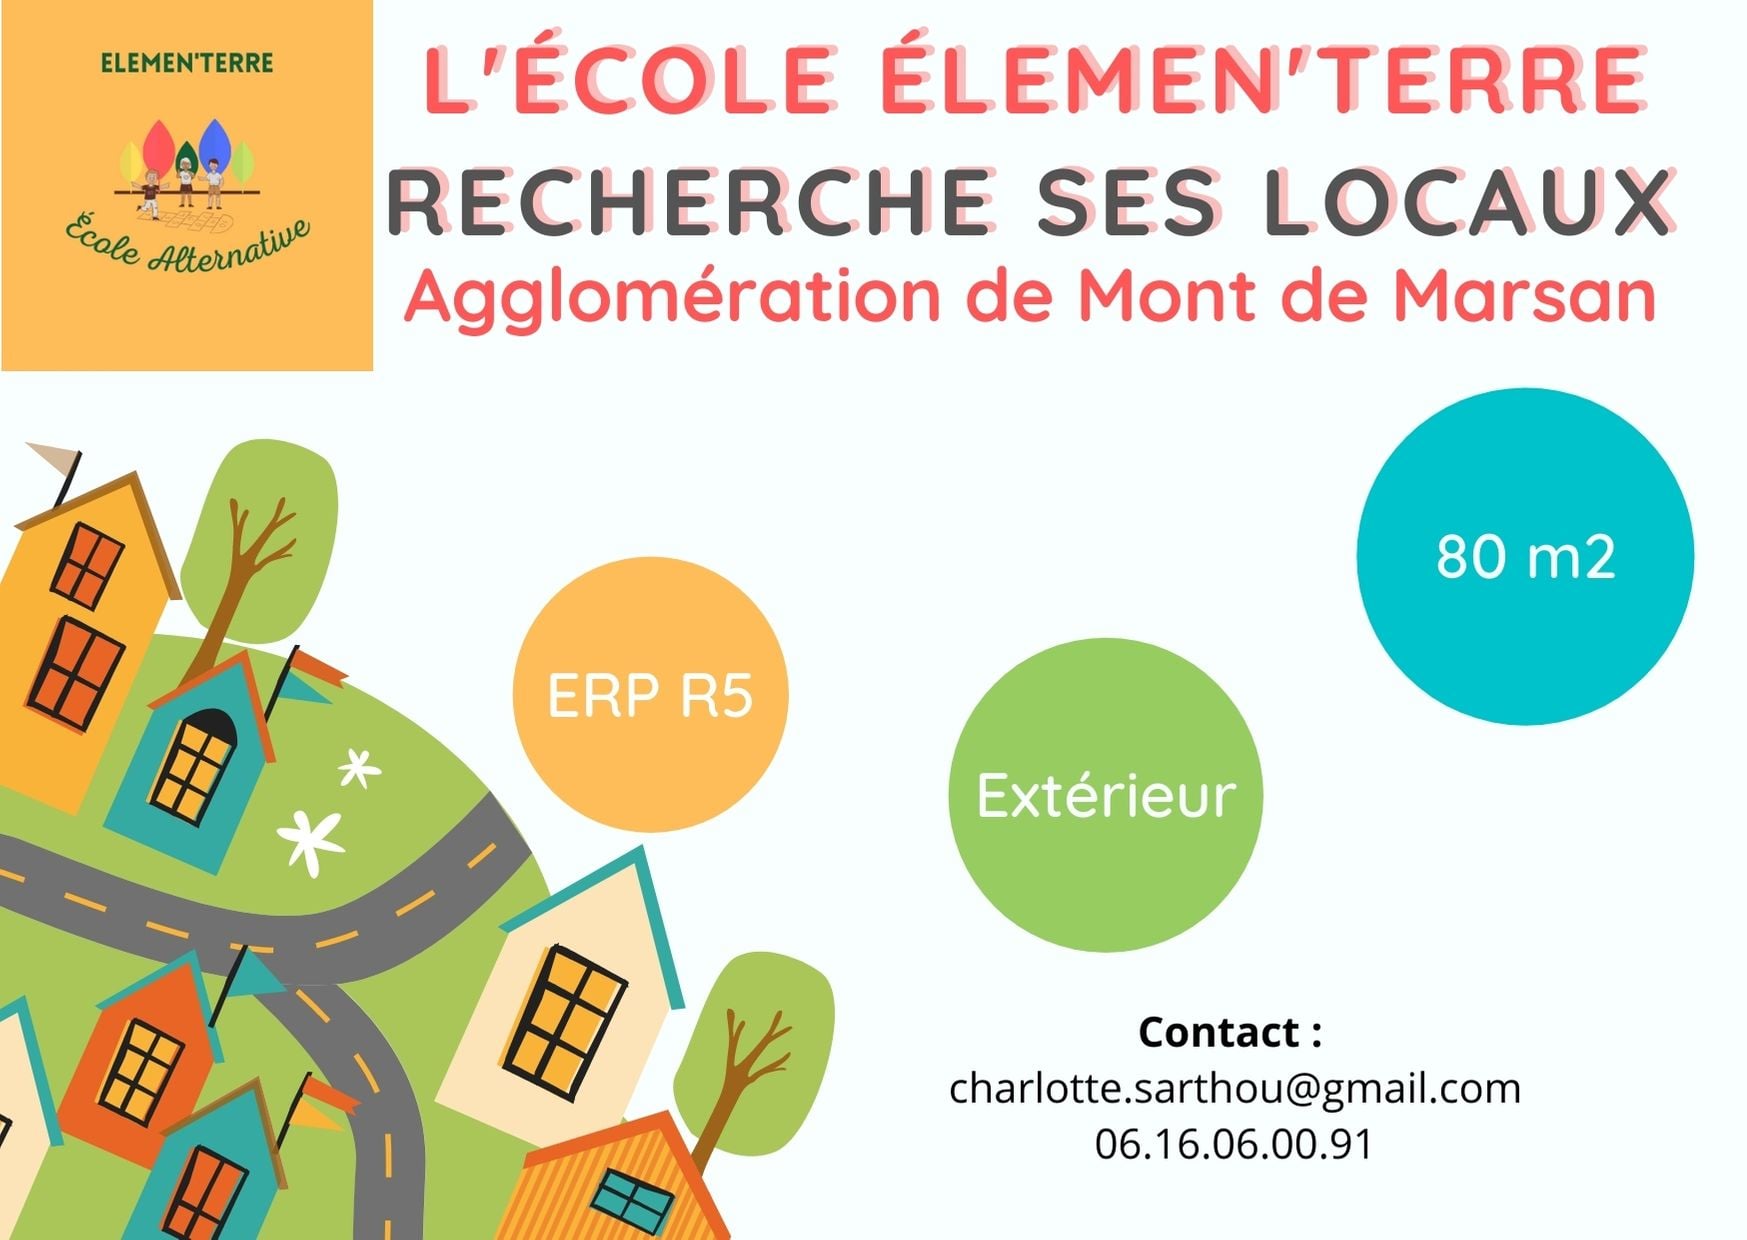 ELEMEN'TERRE
École Alternative
L'ÉCOLE ÉLEMEN'TERRE
RECHERCHE SES LOCAUX
Agglomération de Mont de Marsan
80 m2
ERP R5
Extérieur
Contact :
charlotte.sarthou@gmail.com
06.16.06.00.91